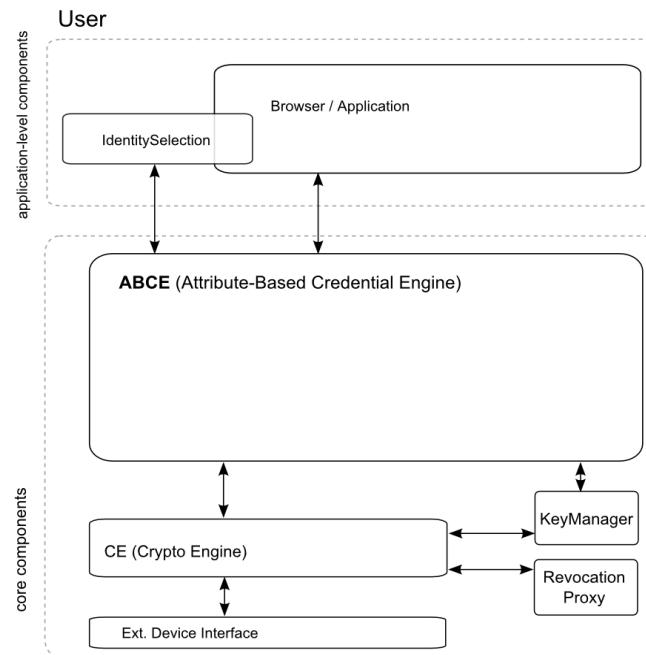 User
application-level components
Browser / Application
IdentitySelection
ABCE (Attribute-Based Credential Engine)
core components
KeyManager
CE (Crypto Engine)
Revocation
Proxy
Ext. Device Interface